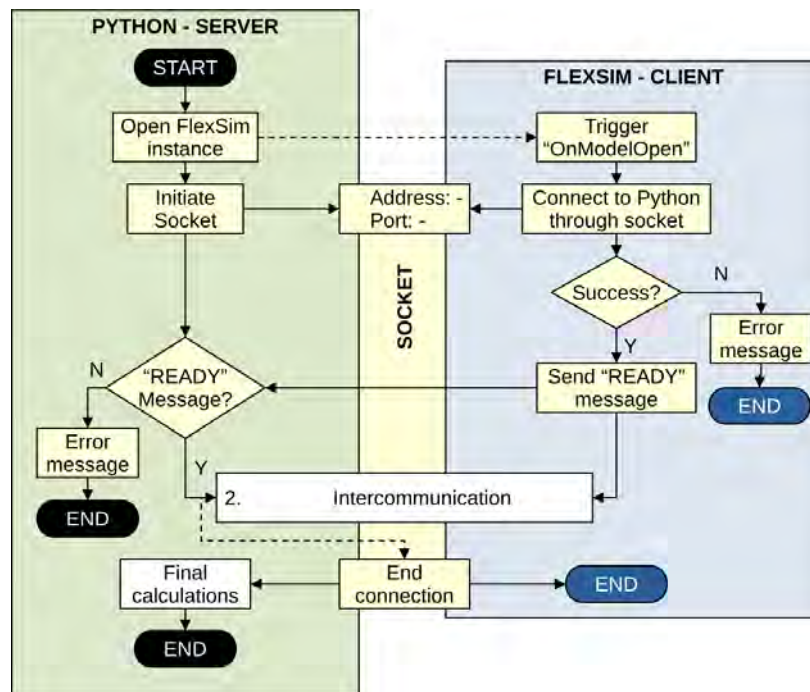 PYTHON - SERVER
START
FLEXSIM - CLIENT
Open FlexSim
instance
Trigger
“OnModelOpen”
Initiate
Socket
Address: -
Port: -
Connect to Python
through socket
SOCKET
Success?
N
Y
Error
message
END
“READY”
Message?
N
Y
Send “READY”
message
Error
message
END
2. Intercommunication
Final
calculations
End
connection
END
END